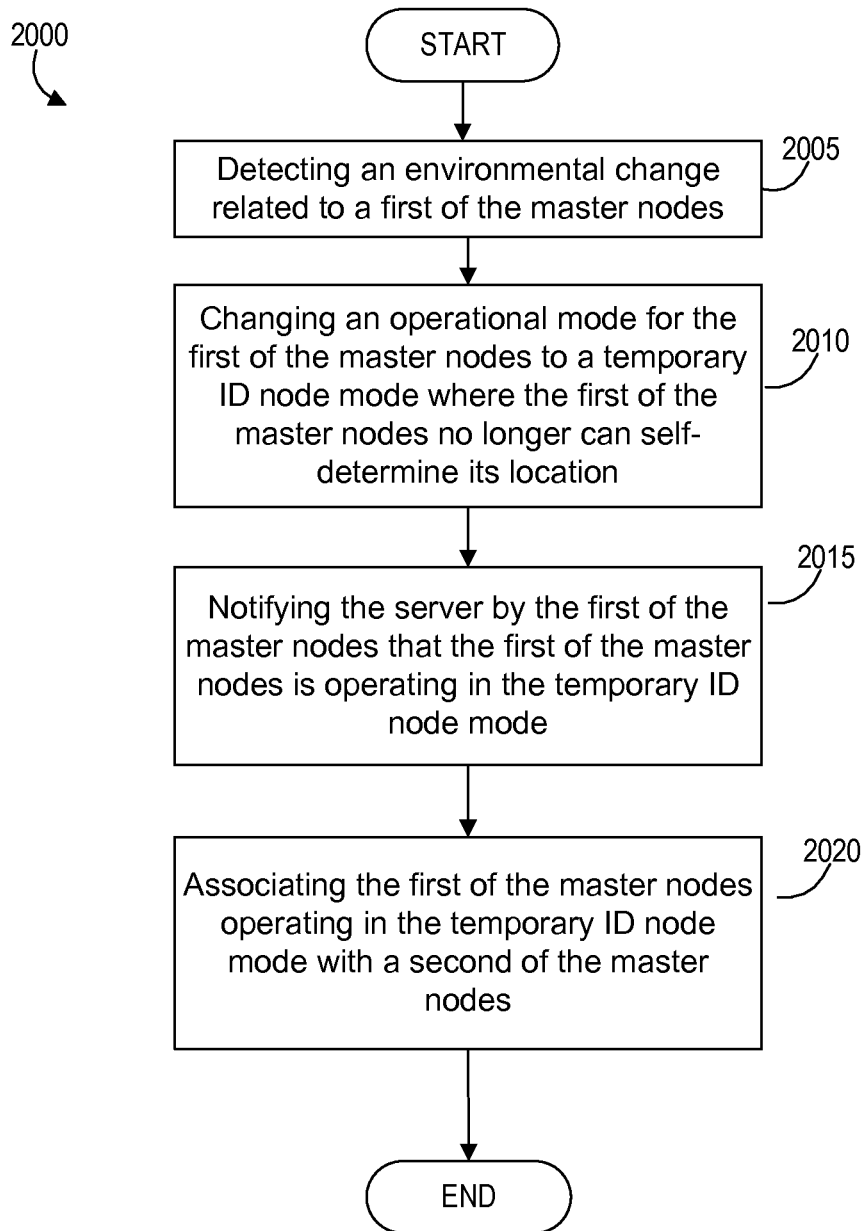 2000
START
2005
Detecting an environmental change
related to a first of the master nodes
2010
Changing an operational mode for the
first of the master nodes to a temporary
ID node mode where the first of the
master nodes no longer can self-
determine its location
2015
Notifying the server by the first of the
master nodes that the first of the master
nodes is operating in the temporary ID
node mode
2020
Associating the first of the master nodes
operating in the temporary ID node
mode with a second of the master
nodes
END